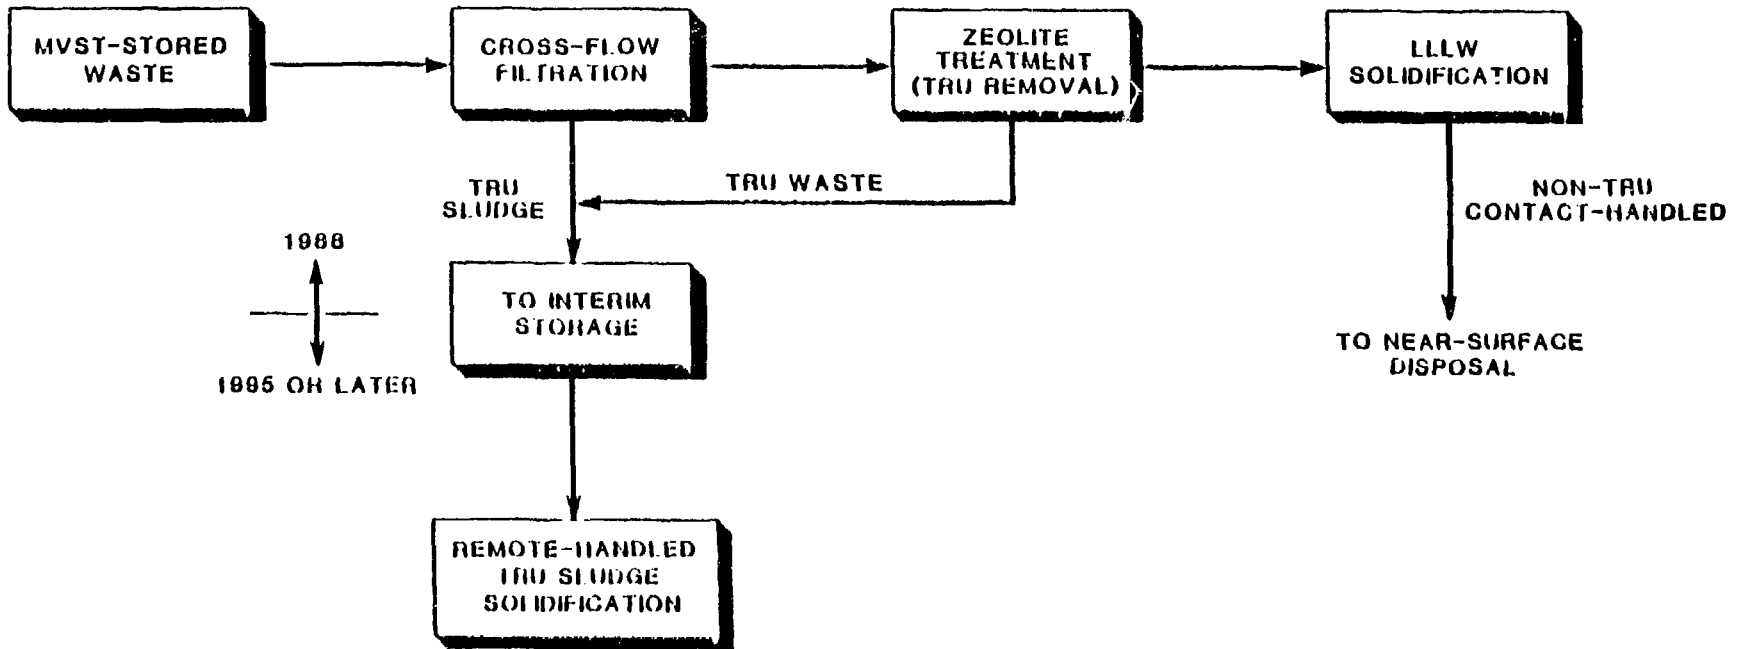 MVST-STORED
WASTE
CROSS-FLOW
FILTRATION
ZEOLITE
TREATMENT
(TRU REMOVAL)
LLLW
SOLIDIFICATION
TRU
SLUDGE
TRU WASTE
NON-TRU
CONTACT-HANDLED
1988
1995 OR LATER
TO INTERIM
STORAGE
TO NEAR-SURFACE
DISPOSAL
REMOTE-HANDLED
TRU SLUDGE
SOLIDIFICATION